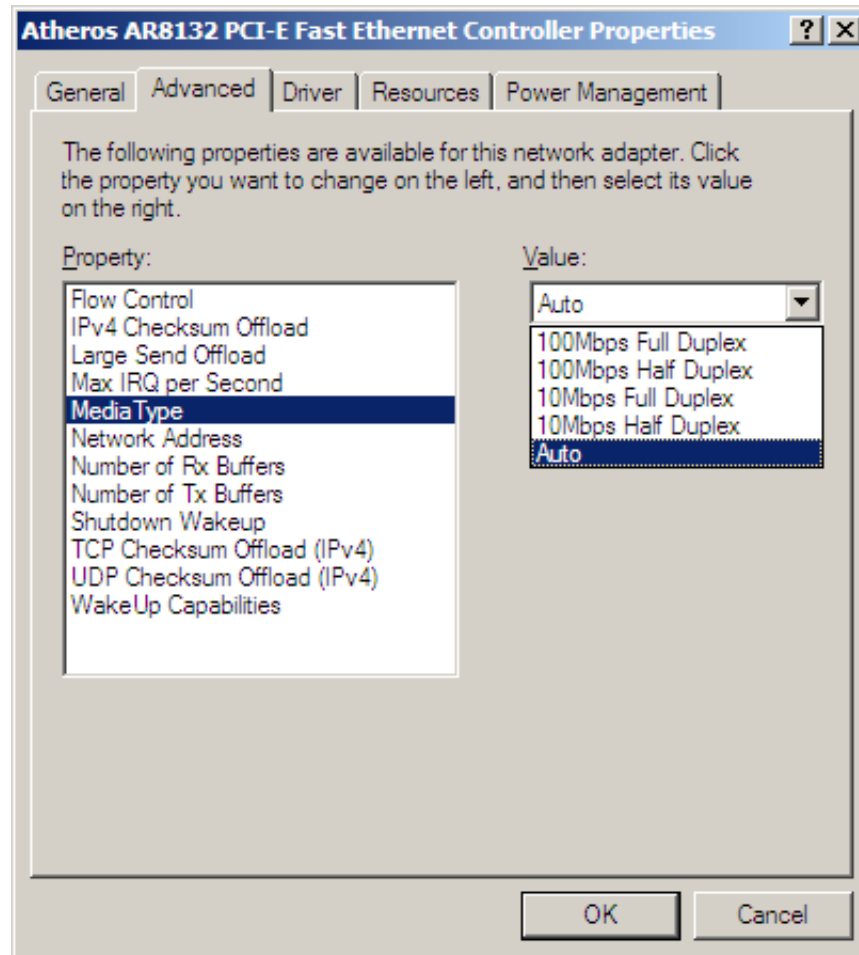 Atheros AR8132 PCI-E Fast Ethernet Controller Properties
General Advanced Driver Resources Power Management
The following properties are available for this network adapter. Click
the property you want to change on the left, and then select its value
on the right.
Property:
Flow Control
IPv4 Checksum Offload
Large Send Offload
Max IRQ per Second
MediaType
Network Address
Number of Rx Buffers
Number of Tx Buffers
Shutdown Wakeup
TCP Checksum Offload (IPv4)
UDP Checksum Offload (IPv4)
WakeUp Capabilities
Value:
Auto
100Mbps Full Duplex
100Mbps Half Duplex
10Mbps Full Duplex
10Mbps Half Duplex
Auto
OK Cancel